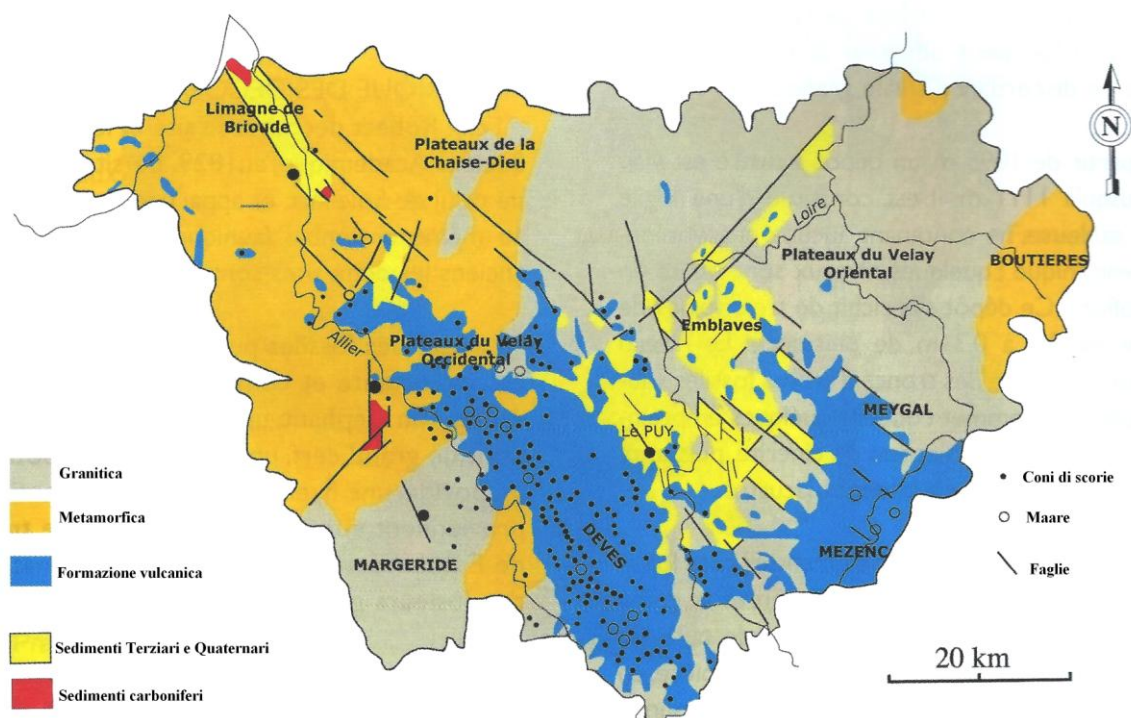 QUE DES
Limagne de
Brioude
Plateaux de la
Chaise-Dieu
N
Loire
Plateaux du Velay
Oriental
BOUTIERES
Emblaves
Allier
Plateaux du Velay
Occidental
MEYGAL
Le PUY
DEVES
MEZENC
MARGERIDE
Granitica
Metamorfica
Formazione vulcanica
Sedimenti Terziari e Quaternari
Sedimenti carboniferi
Coni di scorie
Maare
Faglie
20 km